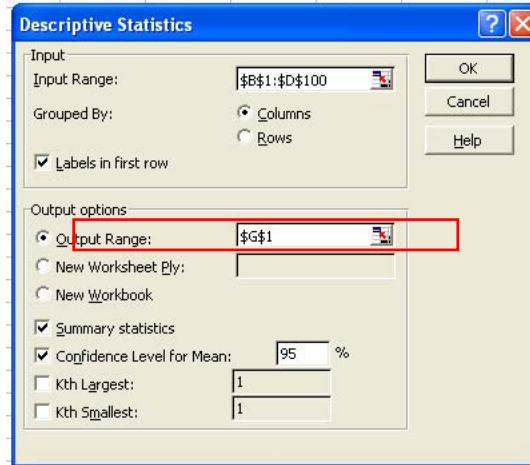 Descriptive Statistics
Input
Input Range: $B$1:$D$100
Grouped By: Columns
Rows
Labels in first row
OK
Cancel
Help
Output options
Output Range: $G$1
New Worksheet Ply:
New Workbook
Summary statistics
Confidence Level for Mean: 95 %
Kth Largest: 1
Kth Smallest: 1